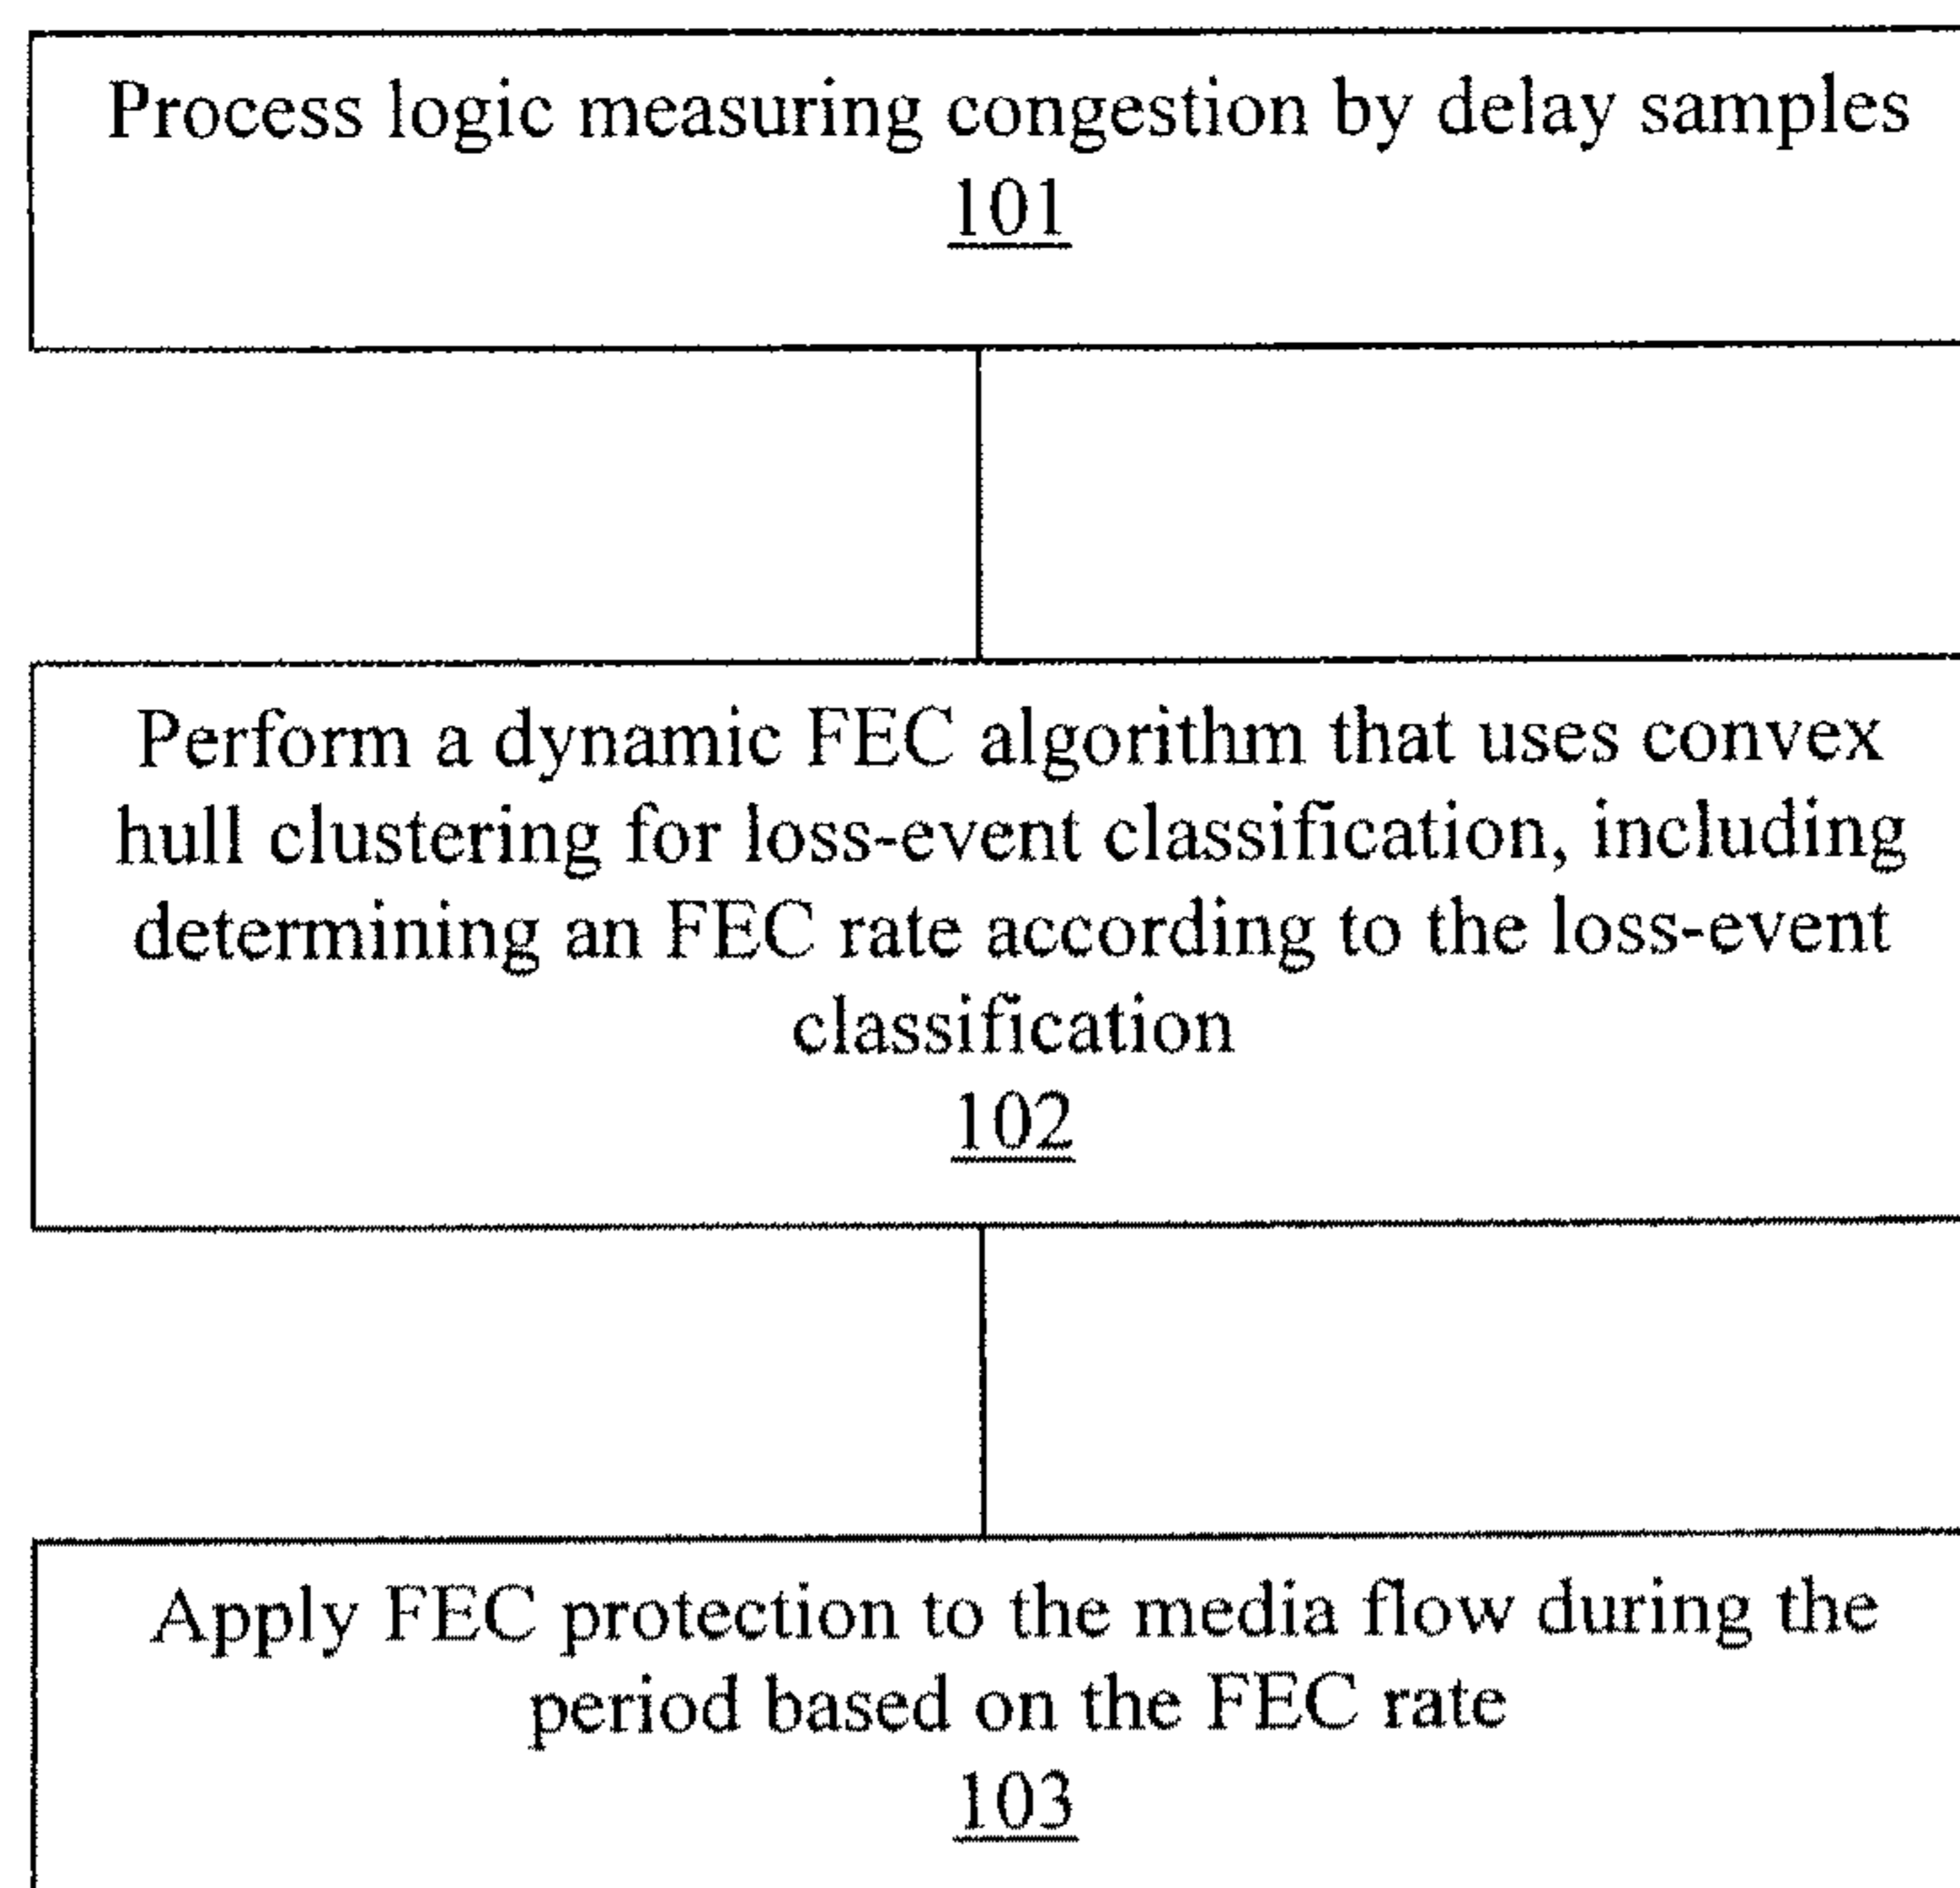 Process logic measuring congestion by delay samples
101
Perform a dynamic FEC algorithm that uses convex
hull clustering for loss-event classification, including
determining an FEC rate according to the loss-event
classification
102
Apply FEC protection to the media flow during the
period based on the FEC rate
103